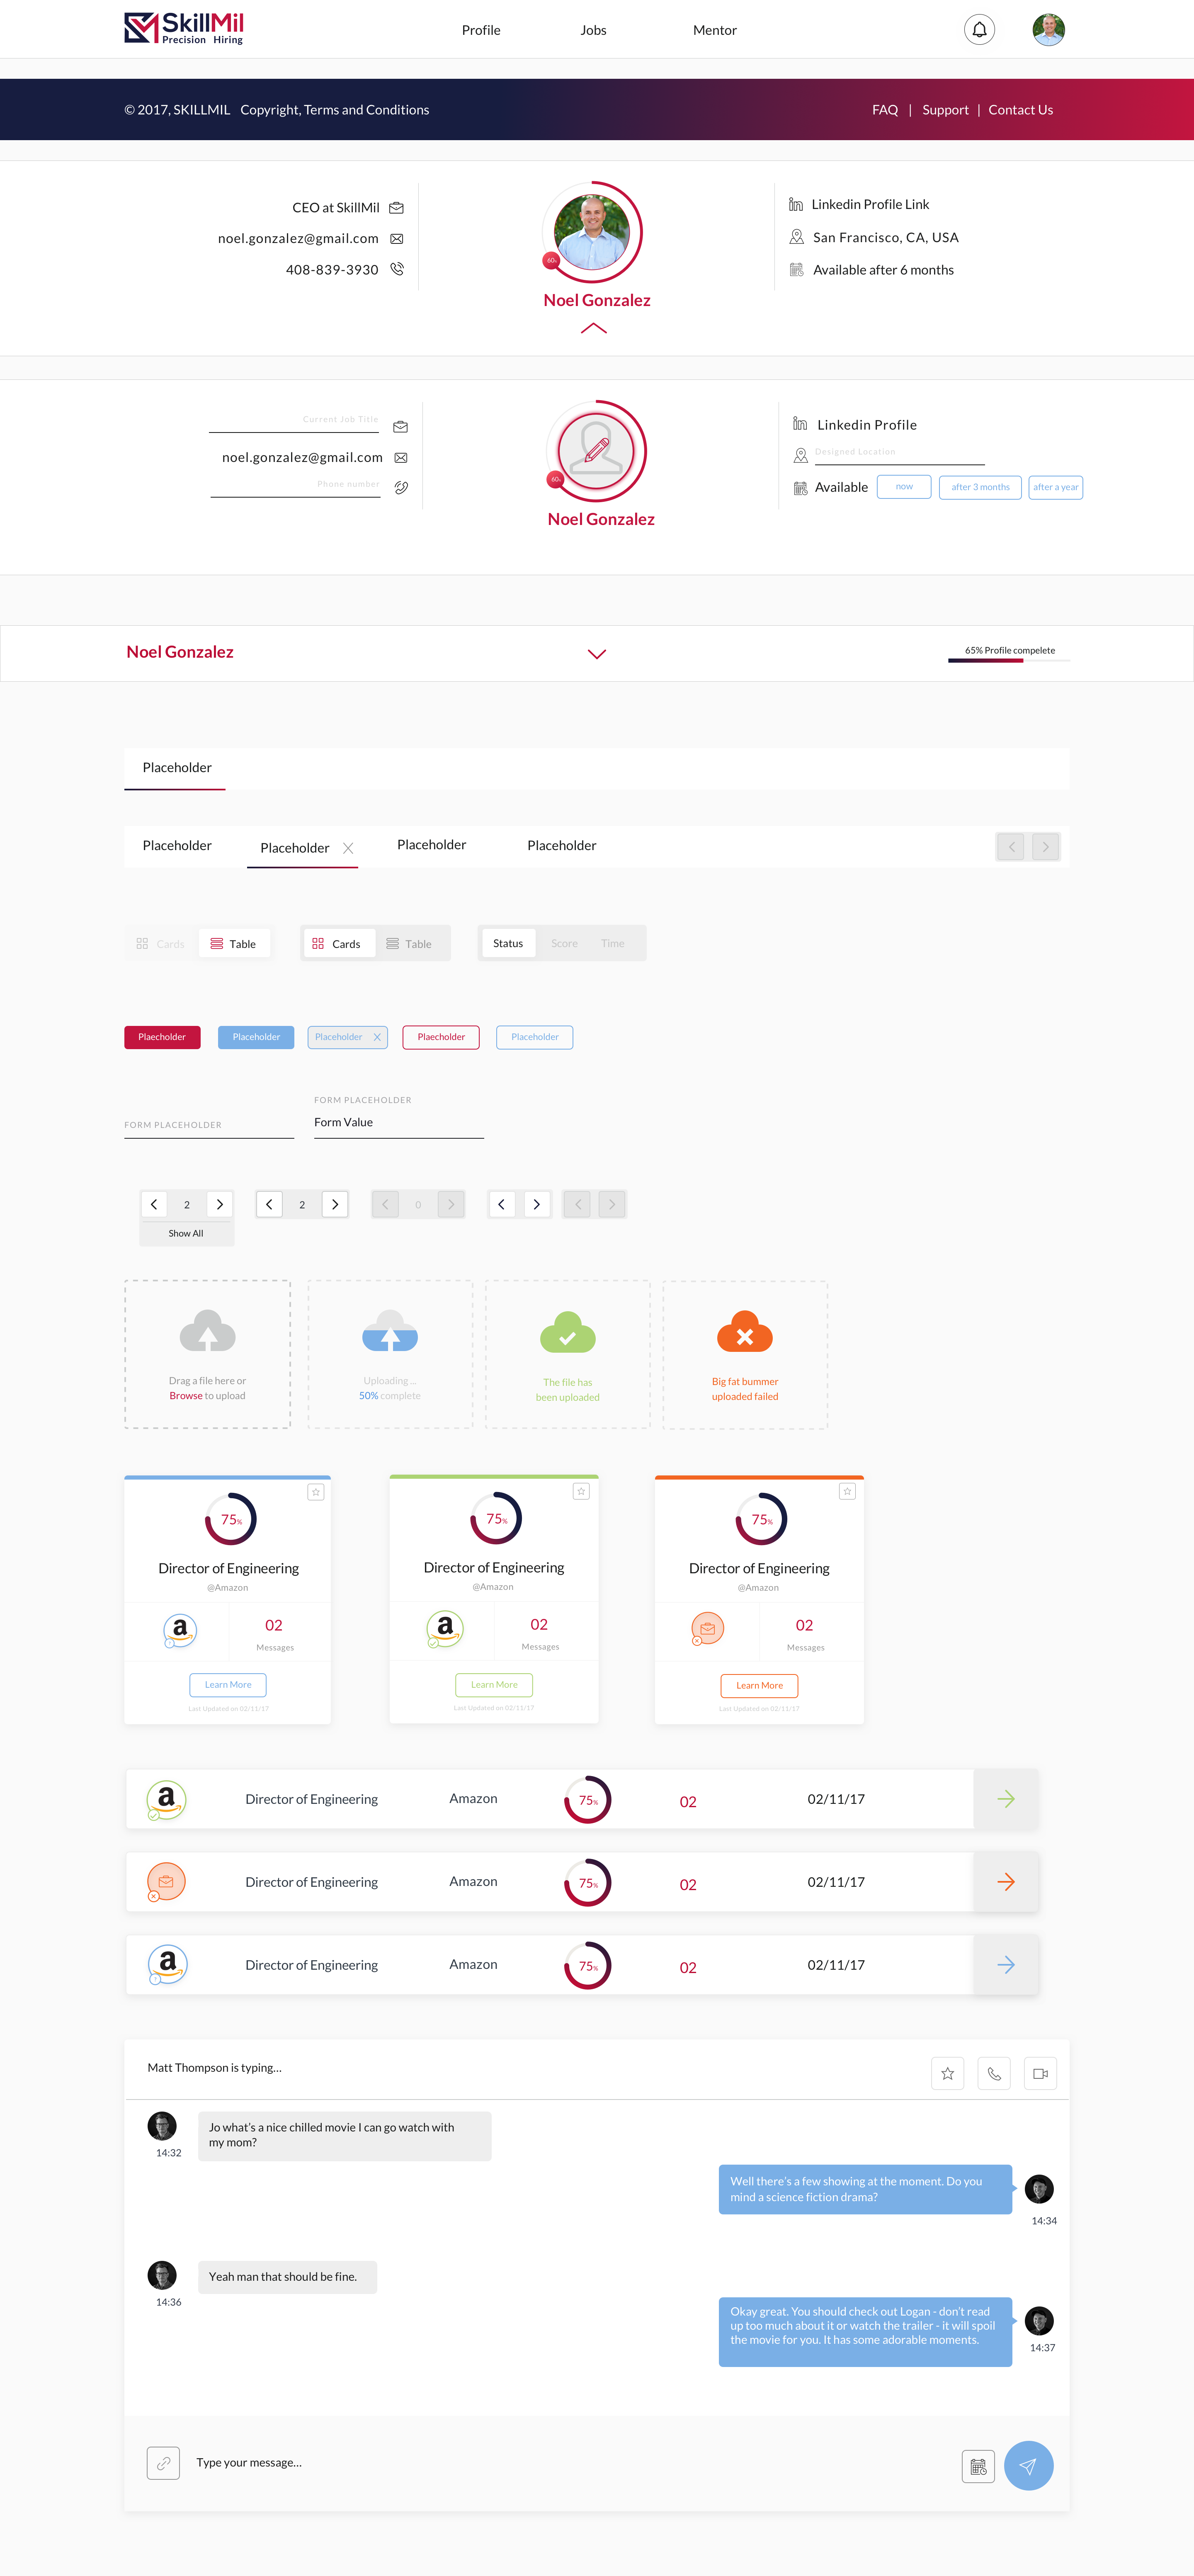 SkillMil
Precision Hiring
Profile Jobs Mentor
© 2017, SKILLMIL Copyright, Terms and Conditions FAQ | Support | Contact Us
CEO at SkillMil
noel.gonzalez@gmail.com
408-839-3930
60%
Noel Gonzalez
Linkedin Profile Link
San Francisco, CA, USA
Available after 6 months
Current Job Title
noel.gonzalez@gmail.com
Phone number
60%
Noel Gonzalez
Linkedin Profile
Designed Location
Available now after 3 months after a year
Noel Gonzalez 65% Profile compelete
Placeholder
Placeholder Placeholder X Placeholder Placeholder
Cards Table Cards Table Status Score Time
Plaecholder Placeholder Placeholder X Plaecholder Placeholder
FORM PLACEHOLDER
FORM PLACEHOLDER
Form Value
2 2 0
Show All
Drag a file here or
Browse to upload
Uploading ...
50% complete
The file has
been uploaded
Big fat bummer
uploaded failed
75%
Director of Engineering
@Amazon
a
02
Messages
Learn More
Last Updated on 02/11/17
75%
Director of Engineering
@Amazon
a
02
Messages
Learn More
Last Updated on 02/11/17
75%
Director of Engineering
@Amazon
02
Messages
Learn More
Last Updated on 02/11/17
a Director of Engineering Amazon 75% 02 02/11/17
Director of Engineering Amazon 75% 02 02/11/17
a Director of Engineering Amazon 75% 02 02/11/17
Matt Thompson is typing...
Jo what's a nice chilled movie I can go watch with
my mom?
14:32
Well there's a few showing at the moment. Do you
mind a science fiction drama?
14:34
Yeah man that should be fine.
14:36
Okay great. You should check out Logan - don't read
up too much about it or watch the trailer - it will spoil
the movie for you. It has some adorable moments.
14:37
Type your message...